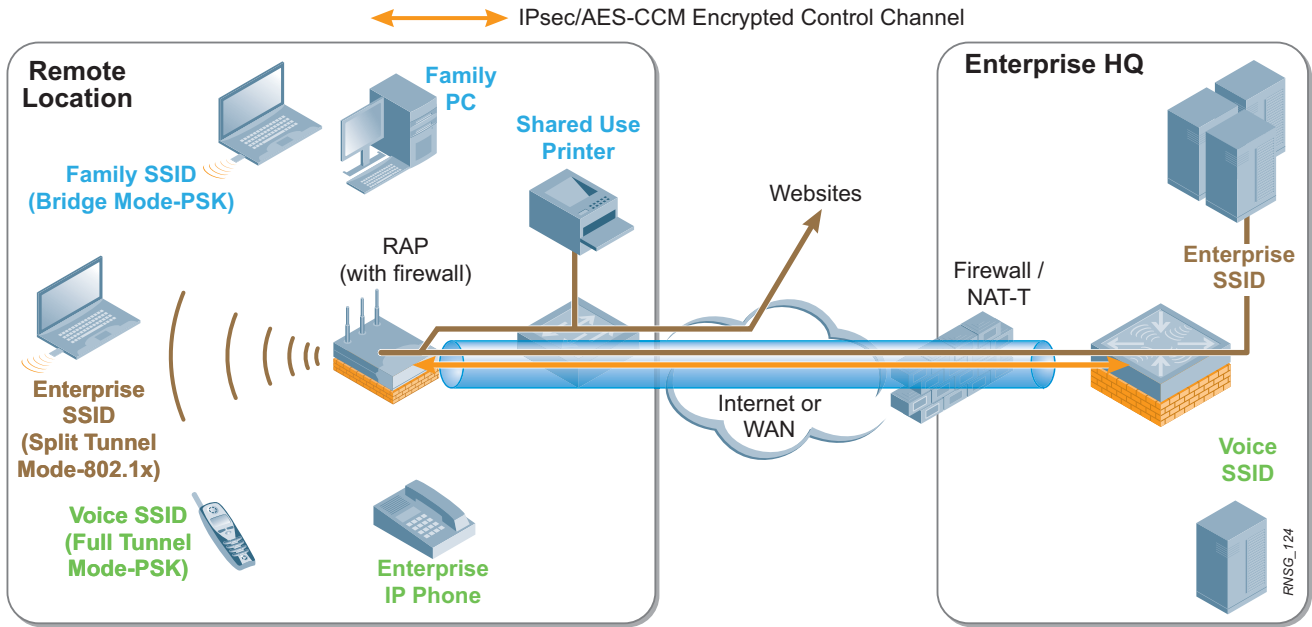 IPsec/AES-CCM Encrypted Control Channel
Remote
Location
Family
PC
Shared Use
Printer
Family SSID
(Bridge Mode-PSK)
RAP
(with firewall)
Websites
Enterprise
SSID
(Split Tunnel
Mode-802.1x)
Internet or
WAN
Voice SSID
(Full Tunnel
Mode-PSK)
Enterprise
IP Phone
Enterprise HQ
Firewall /
NAT-T
Enterprise
SSID
Voice
SSID
RNSG_124